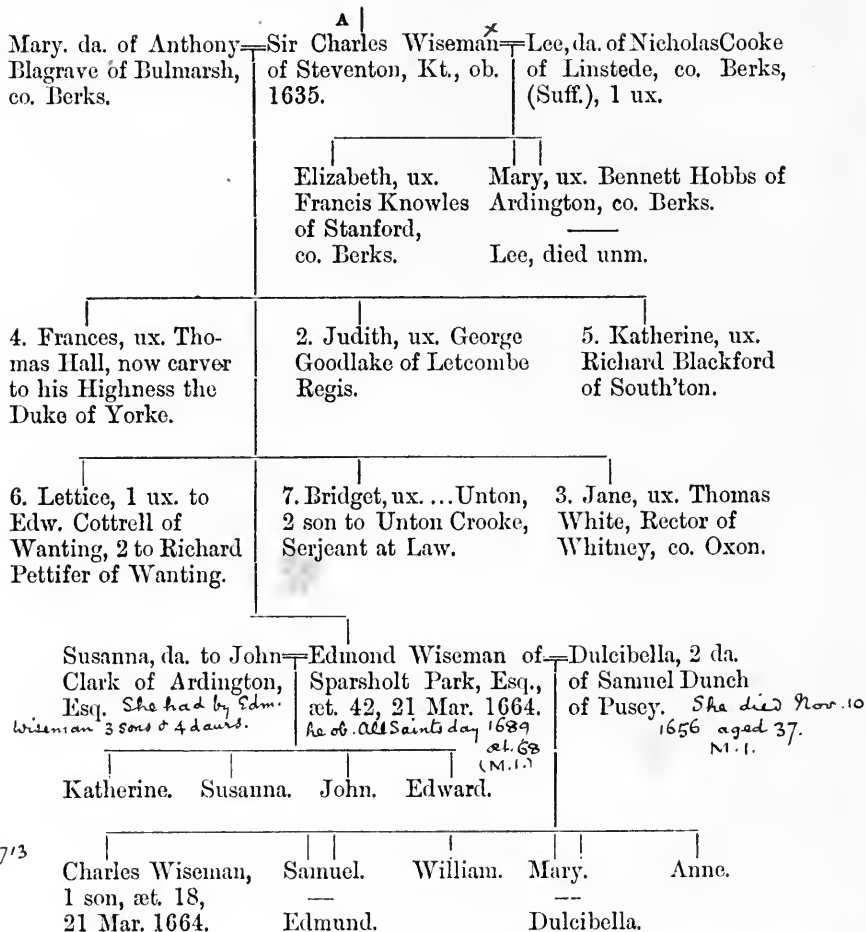 A
Mary. da. of Anthony
Blagrave of Bulmarsh,
co. Berks.
Sir Charles Wiseman
of Steventon, Kt., ob.
1635.
x
Lee, da. of Nicholas Cooke
of Linstede, co. Berks,
(Suff.), 1 ux.
Elizabeth, ux.
Francis Knowles
of Stanford,
co. Berks.
Mary, ux. Bennett Hobbs of
Ardington, co. Berks.
Lee, died unm.
4. Frances, ux. Tho-
mas Hall, now carver
to his Highness the
Duke of Yorke.
2. Judith, ux. George
Goodlake of Letcombe
Regis.
5. Katherine, ux.
Richard Blackford
of South'ton.
6. Lettice, 1 ux. to
Edw. Cottrell of
Wanting, 2 to Richard
Pettifer of Wanting.
7. Bridget, ux. ...Unton,
2 son to Unton Crooke,
Serjeant at Law.
3. Jane, ux. Thomas
White, Rector of
Whitney, co. Oxon.
Susanna, da. to John
Clark of Ardington,
Esq. She had by Edm.
Wiseman 3 sons & 4 daurs.
Edmond Wiseman of
Sparsholt Park, Esq.,
æt. 42, 21 Mar. 1664.
he ob. All Saints day 1689
æt. 68
(M.I.)
Dulcibella, 2 da.
of Samuel Dunch
of Pusey. She died Nov. 10
1656 aged 37.
M.I.
Katherine. Susanna. John. Edward.
713
Charles Wiseman,
1 son, æt. 18,
21 Mar. 1664.
Samuel.
Edmund.
William.
Mary.
Dulcibella.
Anne.